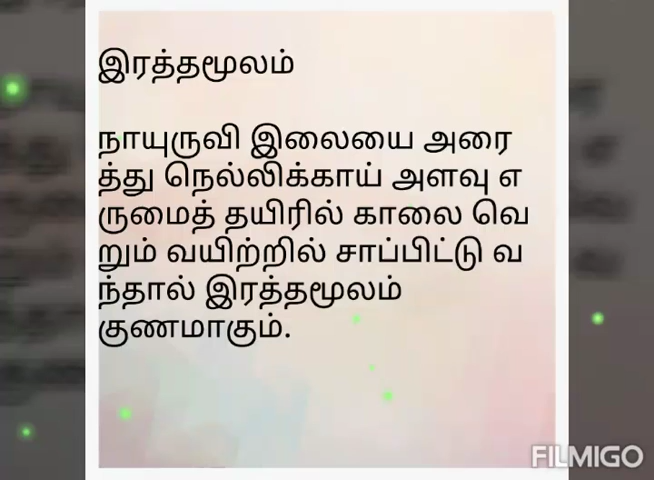 இரத்தமூலம்
நாயுருவி இலையை அரை
த்து நெல்லிக்காய் அளவு எ
ருமைத் தயிரில் காலை வெ
றும் வயிற்றில் சாப்பிட்டு வ
ந்தால் இரத்தமூலம்
குணமாகும்.
FILMIGO